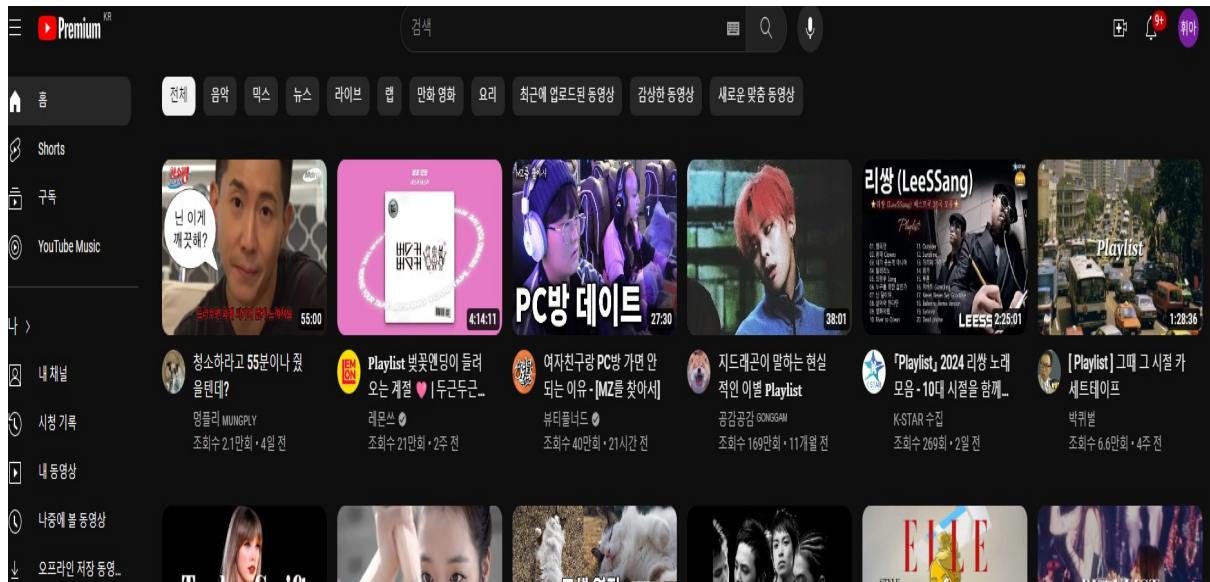 Premium KR
검색
9+
휘아
홈
Shorts
구독
YouTube Music
나 >
내 채널
시청 기록
내 동영상
나중에 볼 동영상
오프라인 저장 동영...
전체 음악 믹스 뉴스 라이브 랩 만화 영화 요리 최근에 업로드된 동영상 감상한 동영상 새로운 맞춤 동영상
닌 이게
깨끗해?
55:00
청소하라고 55분이나 줬
을텐데?
멍플리 MUNGPLY
조회수 2.1만회 • 4일 전
버스커
버스커
4:14:11
LEMON
Playlist 벚꽃엔딩이 들려
오는 계절 💗 | 두근두근...
레몬쓰
조회수 21만회 • 2주 전
PC방 데이트
27:30
여자친구랑 PC방 가면 안
되는 이유 - [MZ를 찾아서]
뷰티풀너드
조회수 40만회 • 21시간 전
38:01
지드래곤이 말하는 현실
적인 이별 Playlist
공감공감 GONGGAM
조회수 169만회 • 11개월 전
리쌍 (LeeSSang)
Playlist
LEESS
2:25:01
K-STAR
「Playlist」 2024 리쌍 노래
모음 - 10대 시절을 함께...
K-STAR 수집
조회수 269회 • 2일 전
Playlist
1:28:36
[Playlist] 그때 그 시절 카
세트테이프
박퀴벌
조회수 6.6만회 • 4주 전
ELLE
STYLE